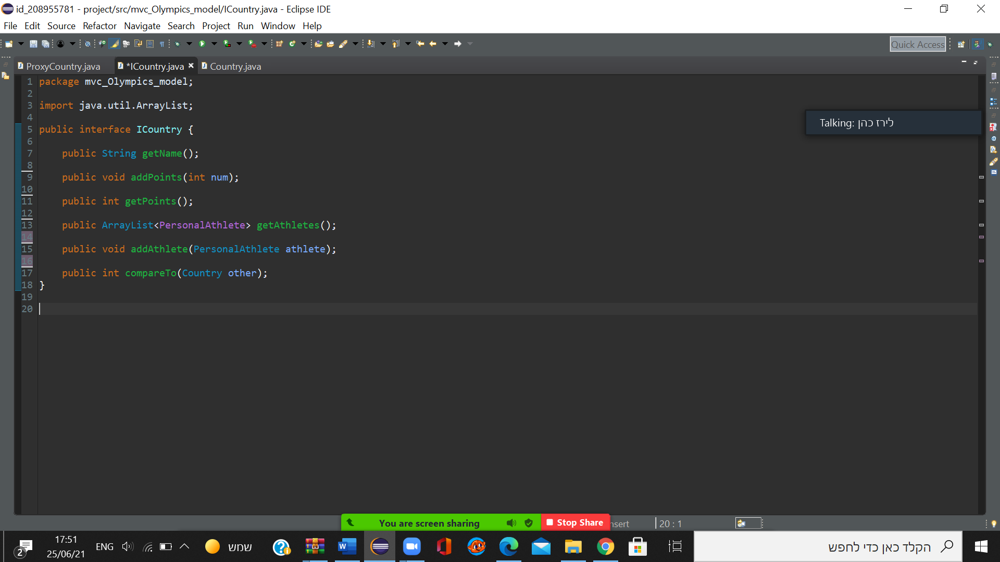 id_208955781 - project/src/mvc_Olympics_model/ICountry.java - Eclipse IDE
File Edit Source Refactor Navigate Search Project Run Window Help
Quick Access
ProxyCountry.java *ICountry.java Country.java
1 package mvc_Olympics_model;
2
3 import java.util.ArrayList;
4
5 public interface ICountry {
6
7 public String getName();
8
9 public void addPoints(int num);
10
11 public int getPoints();
12
13 public ArrayList<PersonalAthlete> getAthletes();
14
15 public void addAthlete(PersonalAthlete athlete);
16
17 public int compareTo(Country other);
18 }
19
20
Talking: לירז כהן
You are screen sharing Stop Share nsert 20 : 1
2 17:51
25/06/21
ENG שמש הקלד כאן כדי לחפש